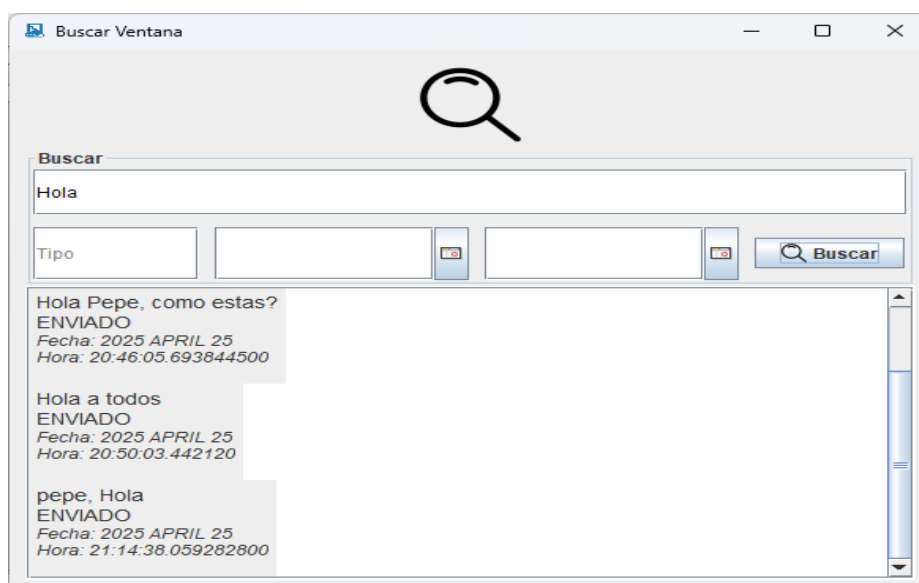 Buscar Ventana
Buscar
Hola
Tipo
Buscar
Hola Pepe, como estas?
ENVIADO
Fecha: 2025 APRIL 25
Hora: 20:46:05.693844500
Hola a todos
ENVIADO
Fecha: 2025 APRIL 25
Hora: 20:50:03.442120
pepe, Hola
ENVIADO
Fecha: 2025 APRIL 25
Hora: 21:14:38.059282800